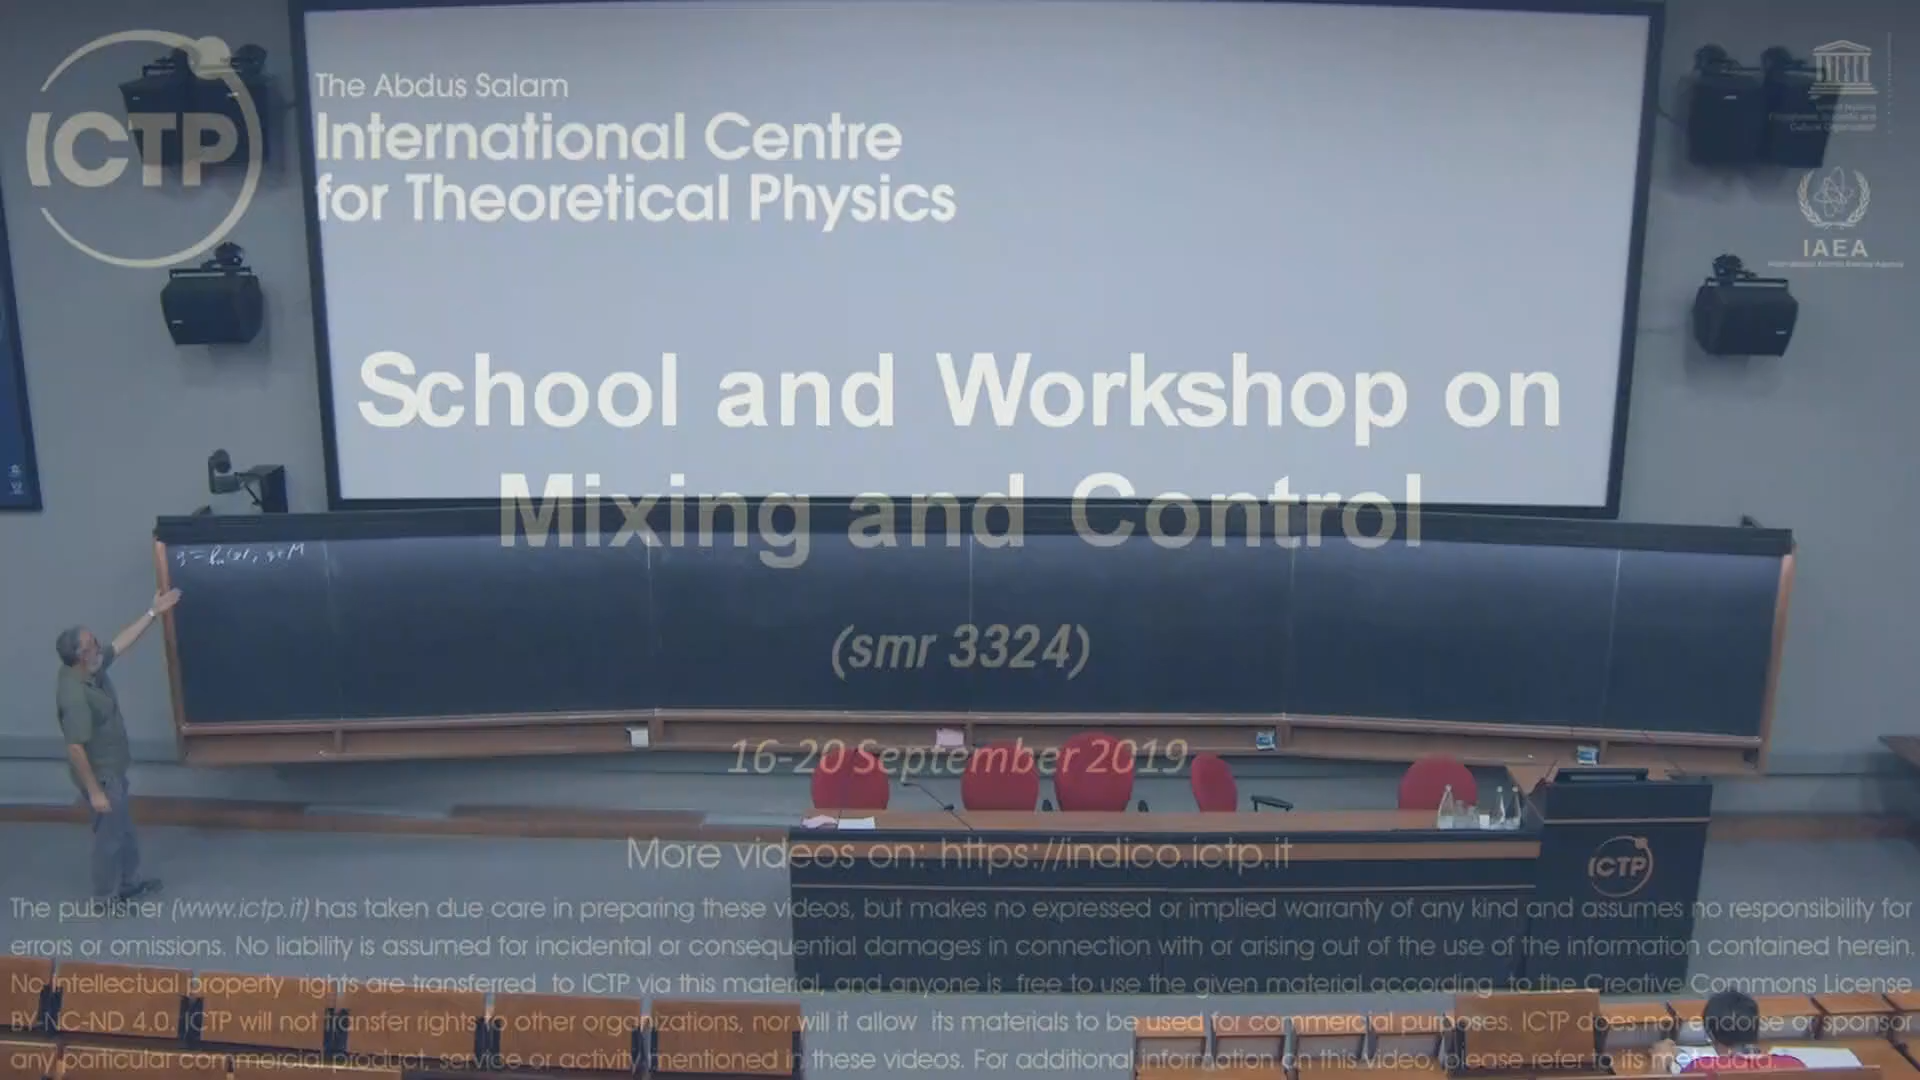 ICTP
The Abdus Salam
International Centre
for Theoretical Physics
IAEA
School and Workshop on
Mixing and Control
(smr 3324)
16-20 September 2019
More videos on: https://indico.ictp.it
ICTP
The publisher (www.ictp.it) has taken due care in preparing these videos, but makes no expressed or implied warranty of any kind and assumes no responsibility for
errors or omissions. No liability is assumed for incidental or consequential damages in connection with or arising out of the use of the information contained herein.
No intellectual property rights are transferred to ICTP via this material, and anyone is free to use the given material according to the Creative Commons License
BY-NC-ND 4.0. ICTP will not transfer rights to other organizations, nor will it allow its materials to be used for commercial purposes. ICTP does not endorse or sponsor
any particular commercial product, service or activity mentioned in these videos. For additional information on this video, please refer to its metadata.